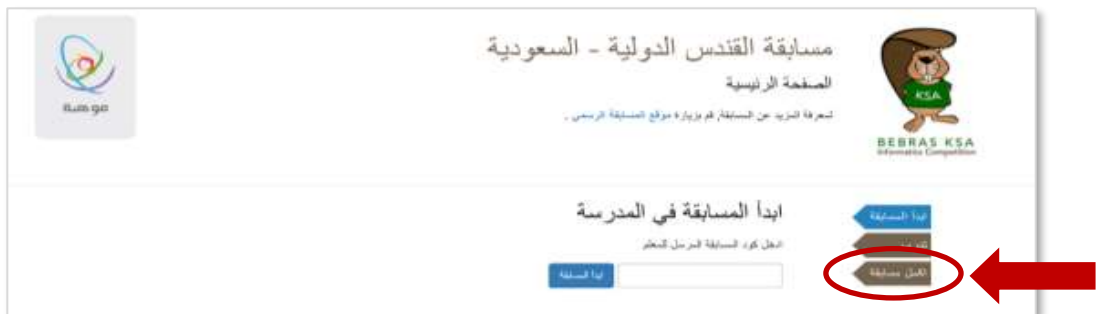 مسابقة القندس الدولية - السعودية
الصفحة الرئيسية
لمعرفة المزيد عن المسابقة, قم بزيارة موقع المسابقة الرسمي .
موهبة
KSA
BEBRAS KSA
Informatics Competition
ابدأ المسابقة
أكمل مسابقة
ابدأ المسابقة في المدرسة
ادخل كود المسابقة المرسل للمعلم
ابدأ المسابقة